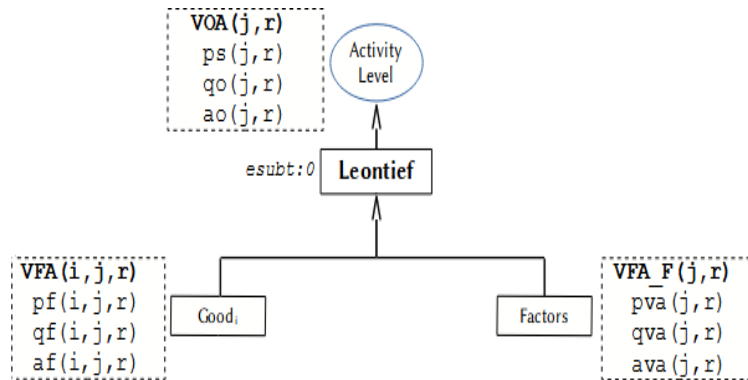 VOA(j,r)
ps(j,r)
qo(j,r)
ao(j,r)
Activity
Level
esubt:0
Leontief
VFA(i,j,r)
pf(i,j,r)
qf(i,j,r)
af(i,j,r)
Goodᵢ
Factors
VFA_F(j,r)
pva(j,r)
qva(j,r)
ava(j,r)